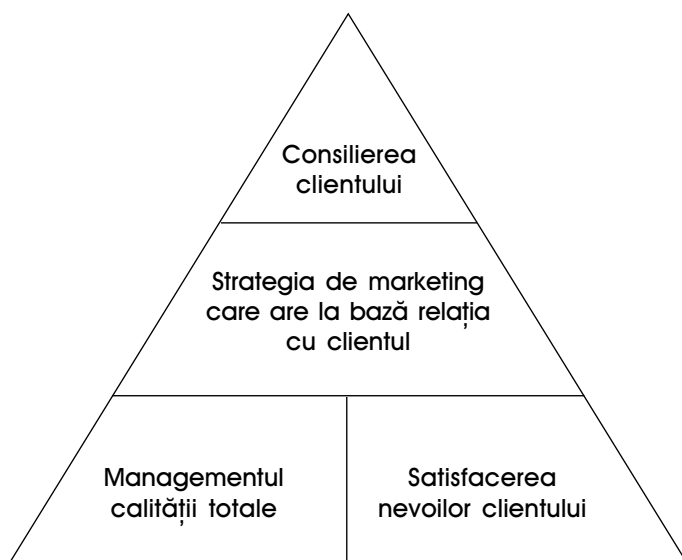 Consilierea
clientului
Strategia de marketing
care are la bază relația
cu clientul
Managementul
calității totale
Satisfacerea
nevoilor clientului